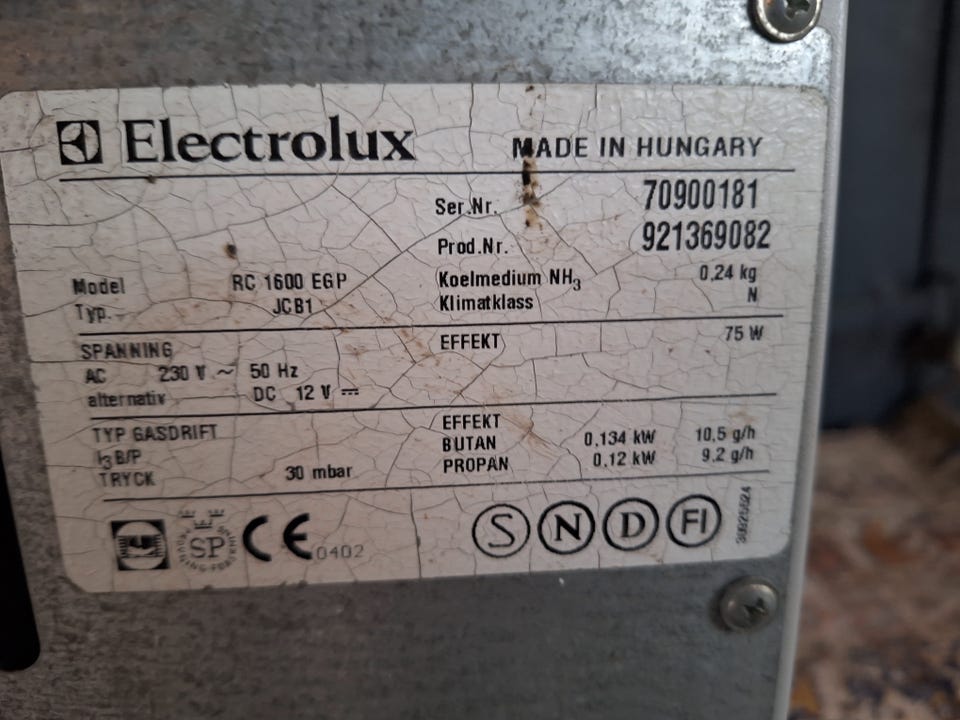 Electrolux MADE IN HUNGARY
Ser.Nr. 70900181
Prod.Nr. 921369082
Model RC 1600 EGP
Typ. JCB1
Koelmedium NH3 0,24 kg
Klimatklass N
SPANNING
AC 230 V ~ 50 Hz
alternativ DC 12 V
EFFEKT 75 W
TYP GASDRIFT
I3 B/P
TRYCK 30 mbar
EFFEKT
BUTAN 0,134 kW 10,5 g/h
PROPAN 0,12 kW 9,2 g/h
SP
CE 0402
S N D FI